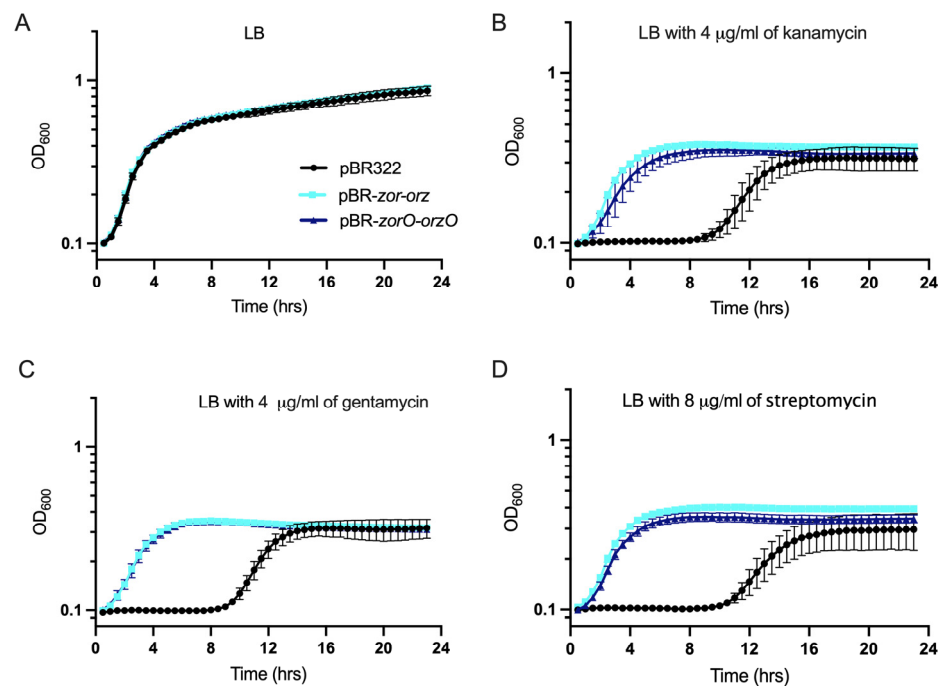 A
LB
OD600
1
0.1
pBR322
pBR-zor-orz
pBR-zorO-orzO
0 4 8 12 16 20 24
Time (hrs)
B
LB with 4 μg/ml of kanamycin
OD600
1
0.1
0 4 8 12 16 20 24
Time (hrs)
C
LB with 4 μg/ml of gentamycin
OD600
1
0.1
0 4 8 12 16 20 24
Time (hrs)
D
LB with 8 μg/ml of streptomycin
OD600
1
0.1
0 4 8 12 16 20 24
Time (hrs)